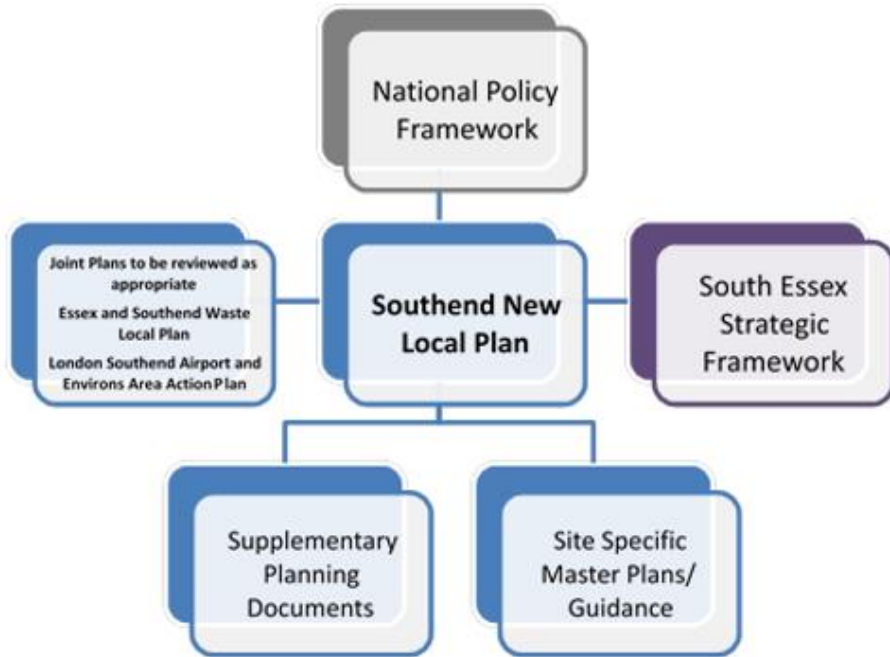 National Policy
Framework
Joint Plans to be reviewed as
appropriate
Essex and Southend Waste
Local Plan
London Southend Airport and
Environs Area Action Plan
Southend New
Local Plan
South Essex
Strategic
Framework
Supplementary
Planning
Documents
Site Specific
Master Plans/
Guidance